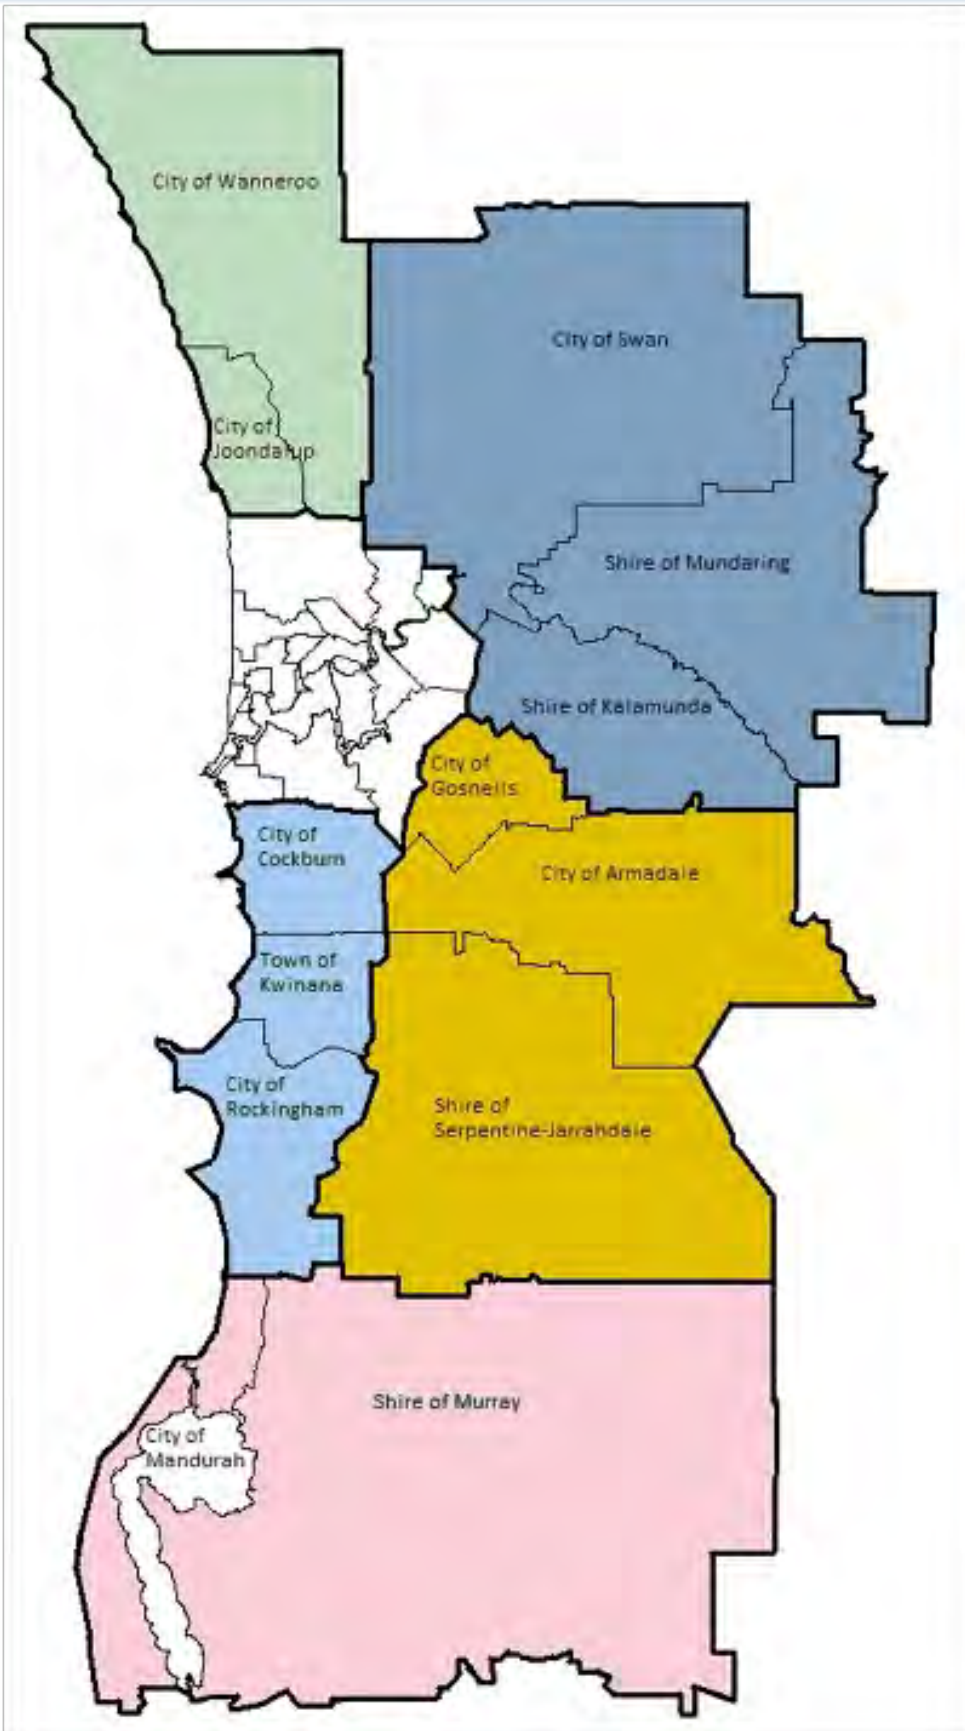 City of Wanneroo
City of Swan
City of
Joondalup
Shire of Mundaring
Shire of Kalamunda
City of
Gosnells
City of
Cockburn
City of Armadale
Town of
Kwinana
City of
Rockingham
Shire of
Serpentine-Jarrahdale
Shire of Murray
City of
Mandurah